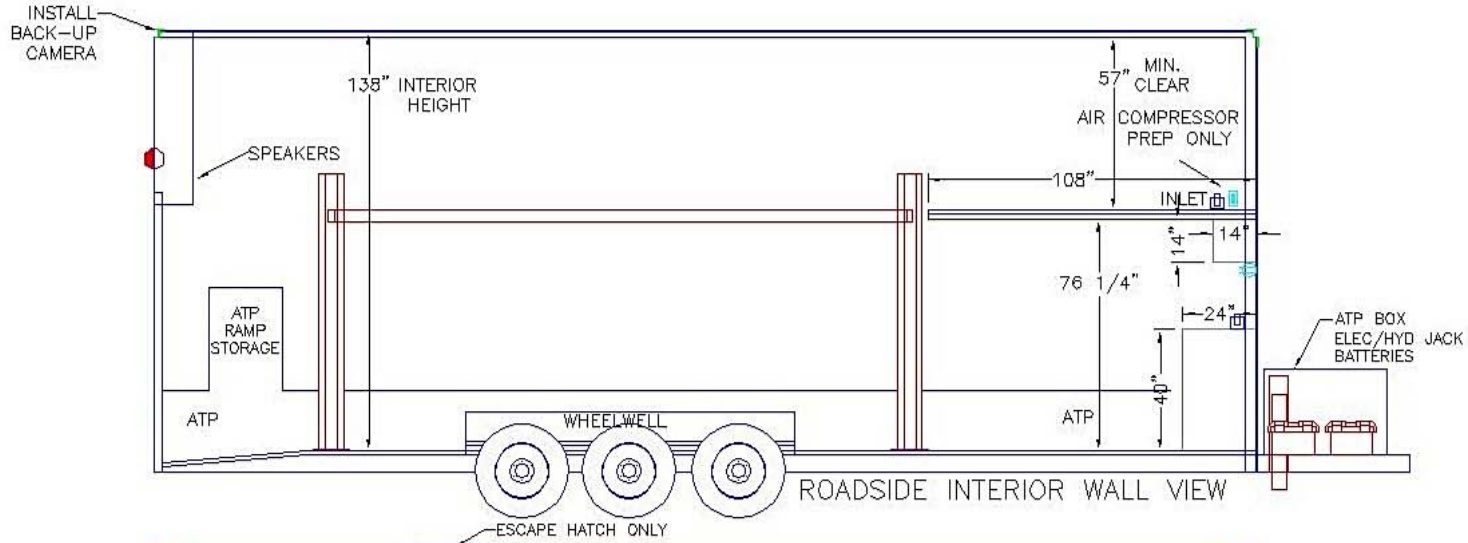 INSTALL
BACK-UP
CAMERA
138" INTERIOR
HEIGHT
57" MIN.
CLEAR
AIR COMPRESSOR
PREP ONLY
SPEAKERS
108"
INLET
14"
14"
76 1/4"
24"
ATP
RAMP
STORAGE
ATP BOX
ELEC/HYD JACK
BATTERIES
40"
ATP
WHEELWELL
ATP
ROADSIDE INTERIOR WALL VIEW
ESCAPE HATCH ONLY